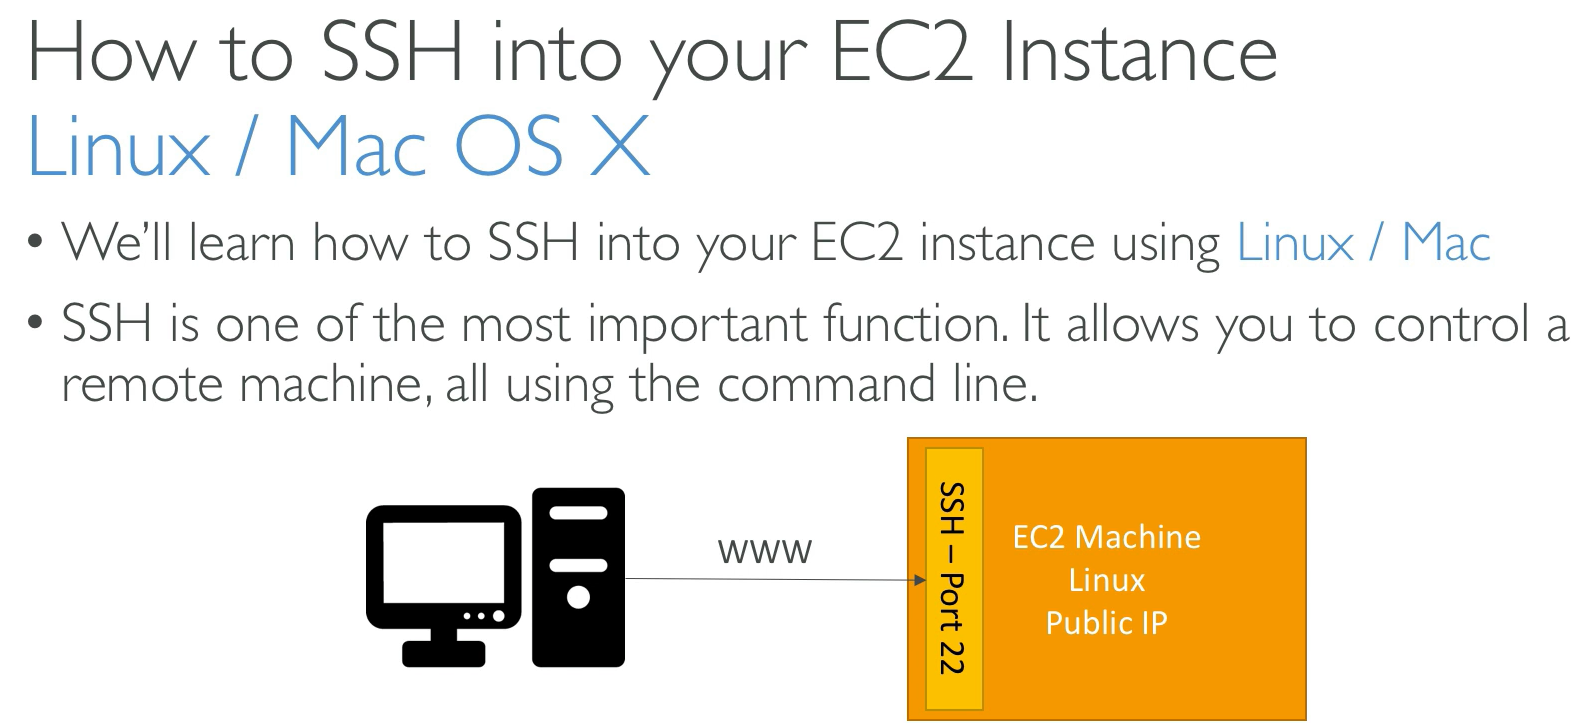 How to SSH into your EC2 Instance
Linux / Mac OS X
• We’ll learn how to SSH into your EC2 instance using Linux / Mac
• SSH is one of the most important function. It allows you to control a
remote machine, all using the command line.
WWW
SSH – Port 22
EC2 Machine
Linux
Public IP